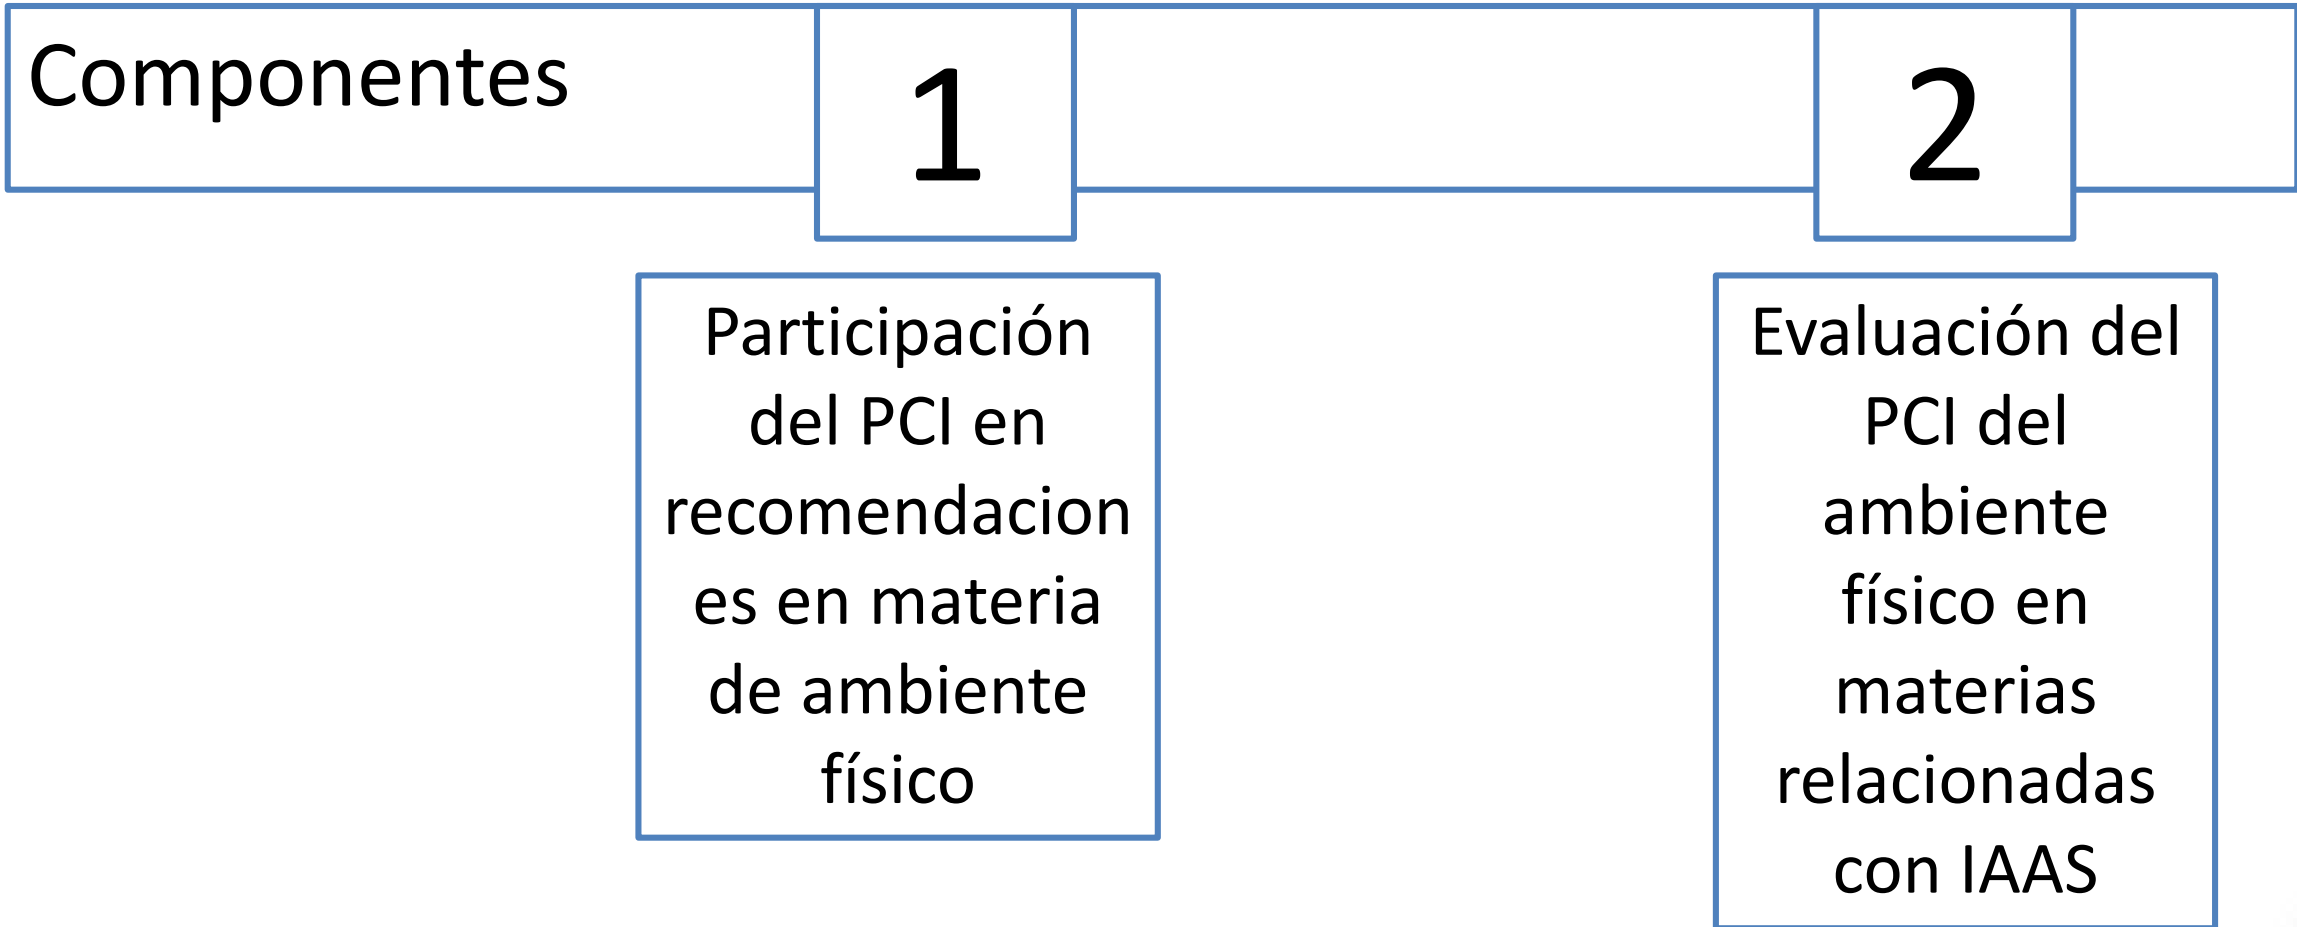 Componentes
1
2
Participación
del PCI en
recomendacion
es en materia
de ambiente
físico
Evaluación del
PCI del
ambiente
físico en
materias
relacionadas
con IAAS